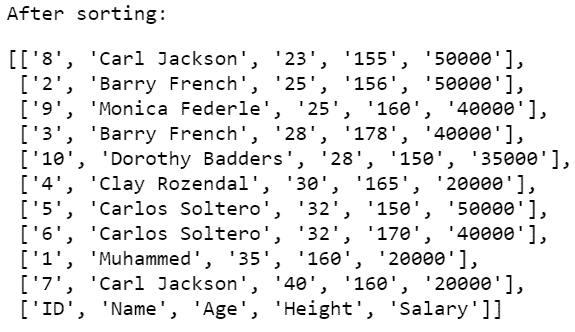 After sorting:
[['8', 'Carl Jackson', '23', '155', '50000'],
['2', 'Barry French', '25', '156', '50000'],
['9', 'Monica Federle', '25', '160', '40000'],
['3', 'Barry French', '28', '178', '40000'],
['10', 'Dorothy Badders', '28', '150', '35000'],
['4', 'Clay Rozendal', '30', '165', '20000'],
['5', 'Carlos Soltero', '32', '150', '50000'],
['6', 'Carlos Soltero', '32', '170', '40000'],
['1', 'Muhammed', '35', '160', '20000'],
['7', 'Carl Jackson', '40', '160', '20000'],
['ID', 'Name', 'Age', 'Height', 'Salary']]